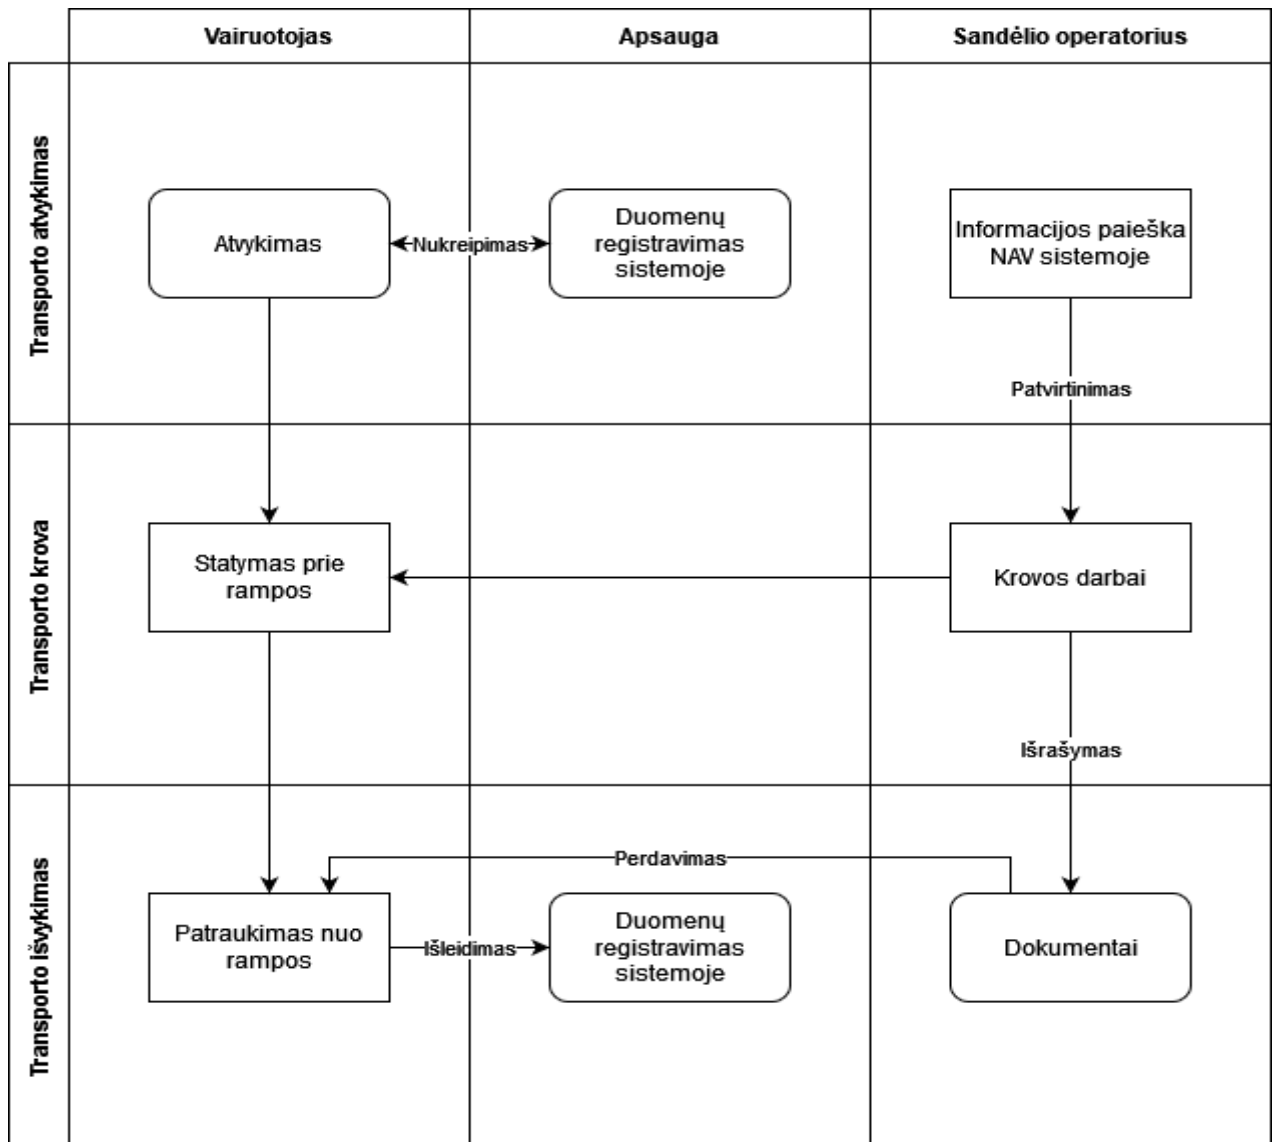 Vairuotojas
Apsauga
Sandėlio operatorius
Transporto atvykimas
Atvykimas
Nukreipimas
Duomenų
registravimas
sistemoje
Informacijos paieška
NAV sistemoje
Patvirtinimas
Transporto krova
Statymas prie
rampos
Krovos darbai
Išrašymas
Transporto išvykimas
Perdavimas
Patraukimas nuo
rampos
Išleidimas
Duomenų
registravimas
sistemoje
Dokumentai